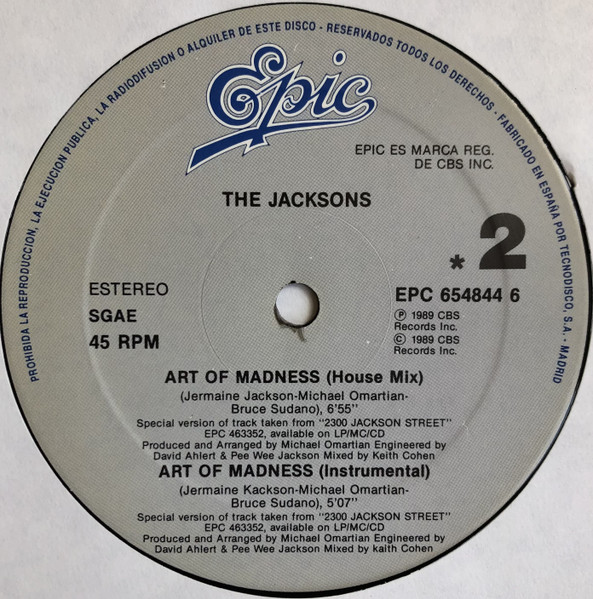 PROHIBIDA LA REPRODUCCION, LA EJECUCION PUBLICA, LA RADIODIFUSION O ALQUILER DE ESTE DISCO - RESERVADOS TODOS LOS DERECHOS - FABRICADO EN ESPAÑA POR TECNODISCO, S.A. - MADRID
Epic
EPIC ES MARCA REG.
DE CBS INC.
THE JACKSONS
* 2
ESTEREO
EPC 654844 6
SGAE
℗ 1989 CBS
Records Inc.
45 RPM
© 1989 CBS
Records Inc.
ART OF MADNESS (House Mix)
(Jermaine Jackson-Michael Omartian-
Bruce Sudano), 6'55''
Special version of track taken from ''2300 JACKSON STREET''
EPC 463352, available on LP/MC/CD
Produced and Arranged by Michael Omartian Engineered by
David Ahlert & Pee Wee Jackson Mixed by Keith Cohen
ART OF MADNESS (Instrumental)
(Jermaine Kackson-Michael Omartian-
Bruce Sudano), 5'07''
Special version of track taken from ''2300 JACKSON STREET''
EPC 463352, available on LP/MT/CD
Produced and Arranged by Michael Omartian Engineered by
David Ahlert & Pee Wee Jackson Mixed by kaith Cohen